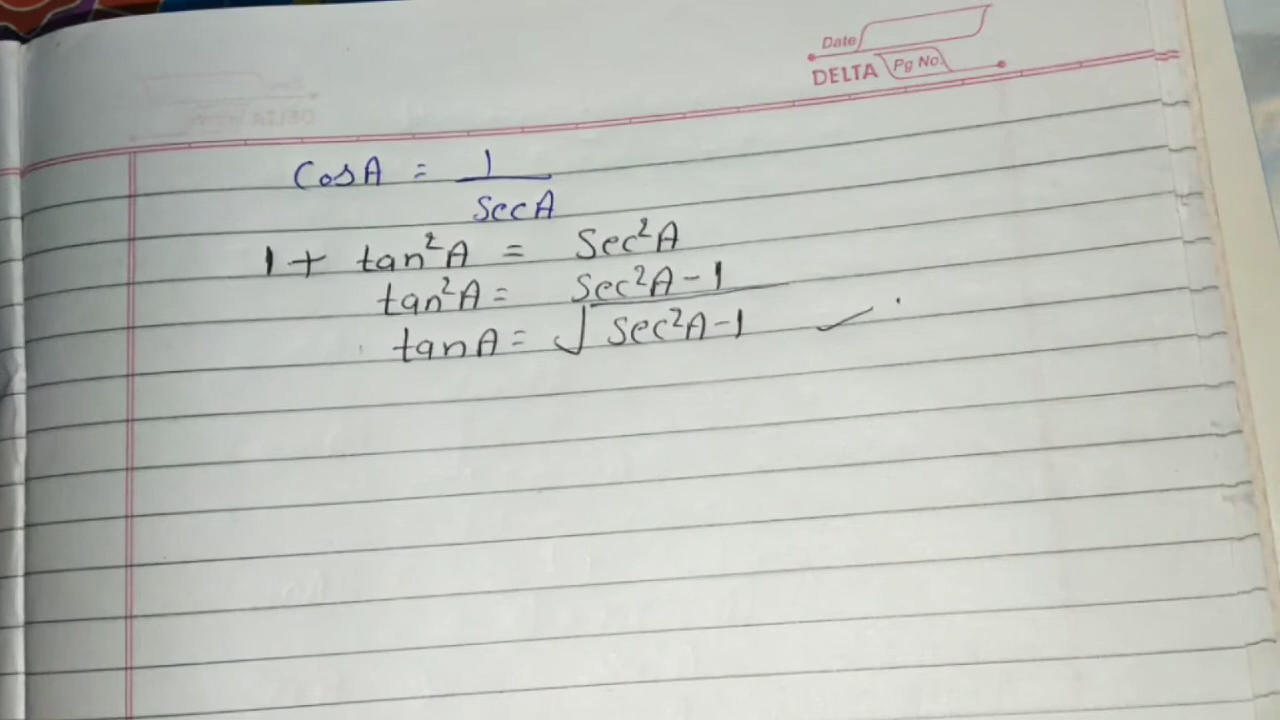 Date
DELTA Pg No.
CosA = 1/SecA
1 + tan²A = Sec²A
tan²A = Sec²A - 1
tanA = √Sec²A-1